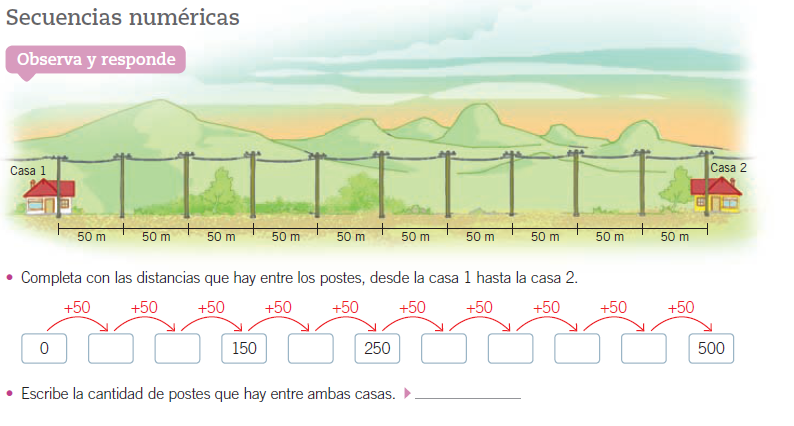 Secuencias numéricas
Observa y responde
Casa 1
Casa 2
50 m 50 m 50 m 50 m 50 m 50 m 50 m 50 m 50 m 50 m
• Completa con las distancias que hay entre los postes, desde la casa 1 hasta la casa 2.
+50 +50 +50 +50 +50 +50 +50 +50 +50 +50
0 150 250 500
• Escribe la cantidad de postes que hay entre ambas casas.